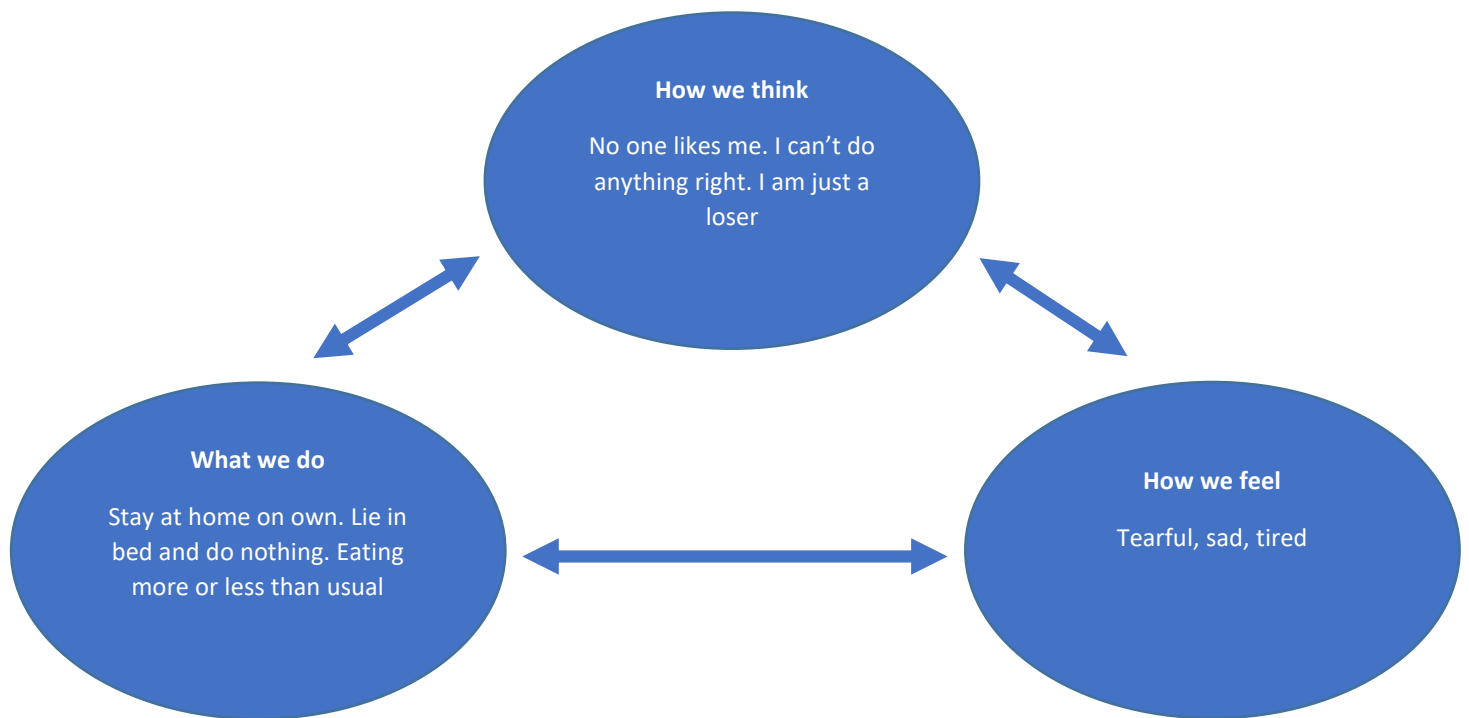 How we think
No one likes me. I can’t do
anything right. I am just a
loser
What we do
Stay at home on own. Lie in
bed and do nothing. Eating
more or less than usual
How we feel
Tearful, sad, tired